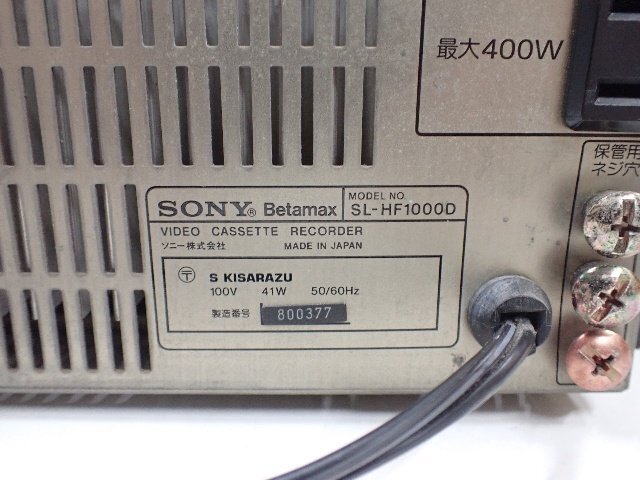 最大400W
保管用
ネジ穴
SONY® Betamax
MODEL NO.
SL-HF1000D
VIDEO CASSETTE RECORDER
ソニー株式会社 MADE IN JAPAN
〒 S KISARAZU
100V 41W 50/60Hz
製造番号 800377